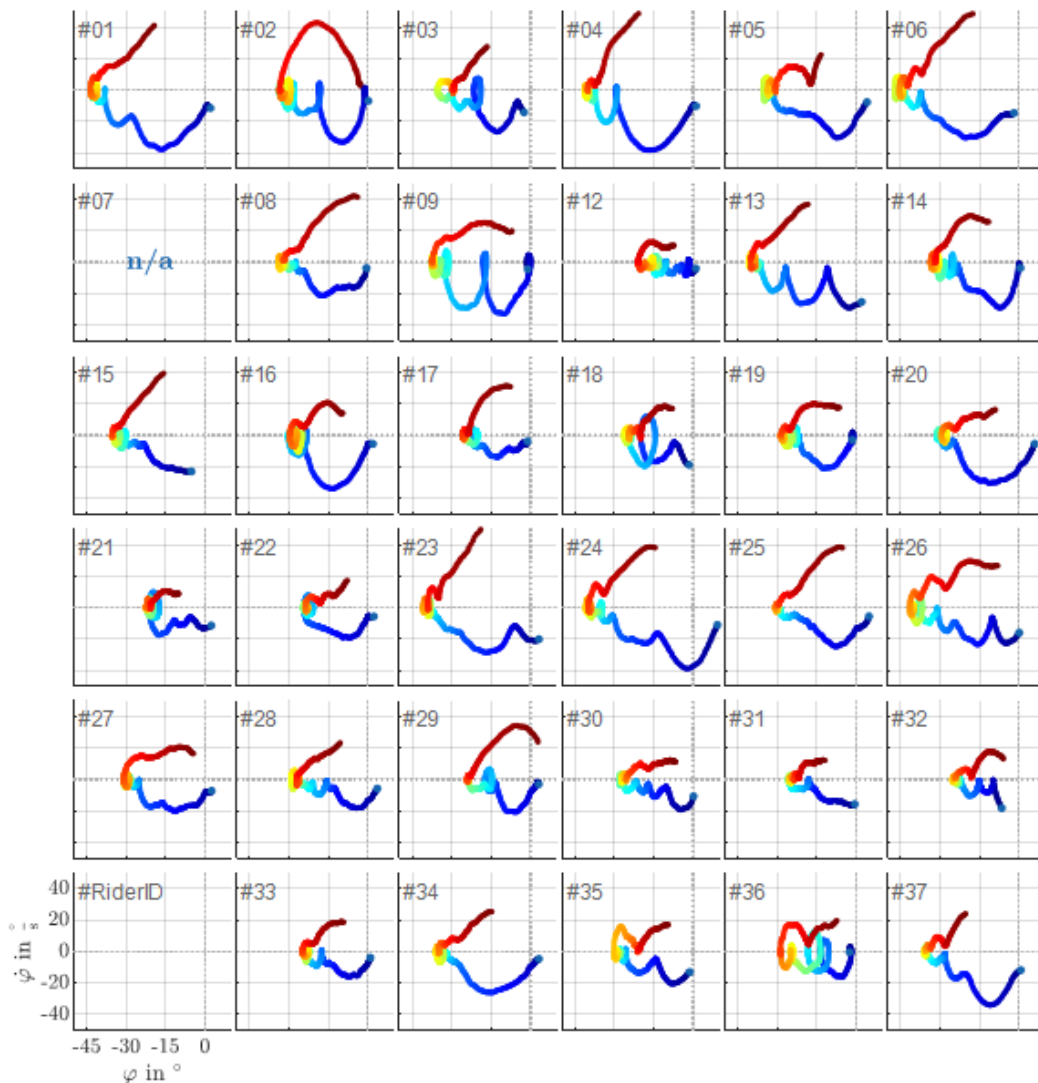 #01 #02 #03 #04 #05 #06
#07 #08 #09 #12 #13 #14
n/a
#15 #16 #17 #18 #19 #20
#21 #22 #23 #24 #25 #26
#27 #28 #29 #30 #31 #32
#RiderID #33 #34 #35 #36 #37
40
20
0
-20
-40
φ̇ in °/s
-45 -30 -15 0
φ in °